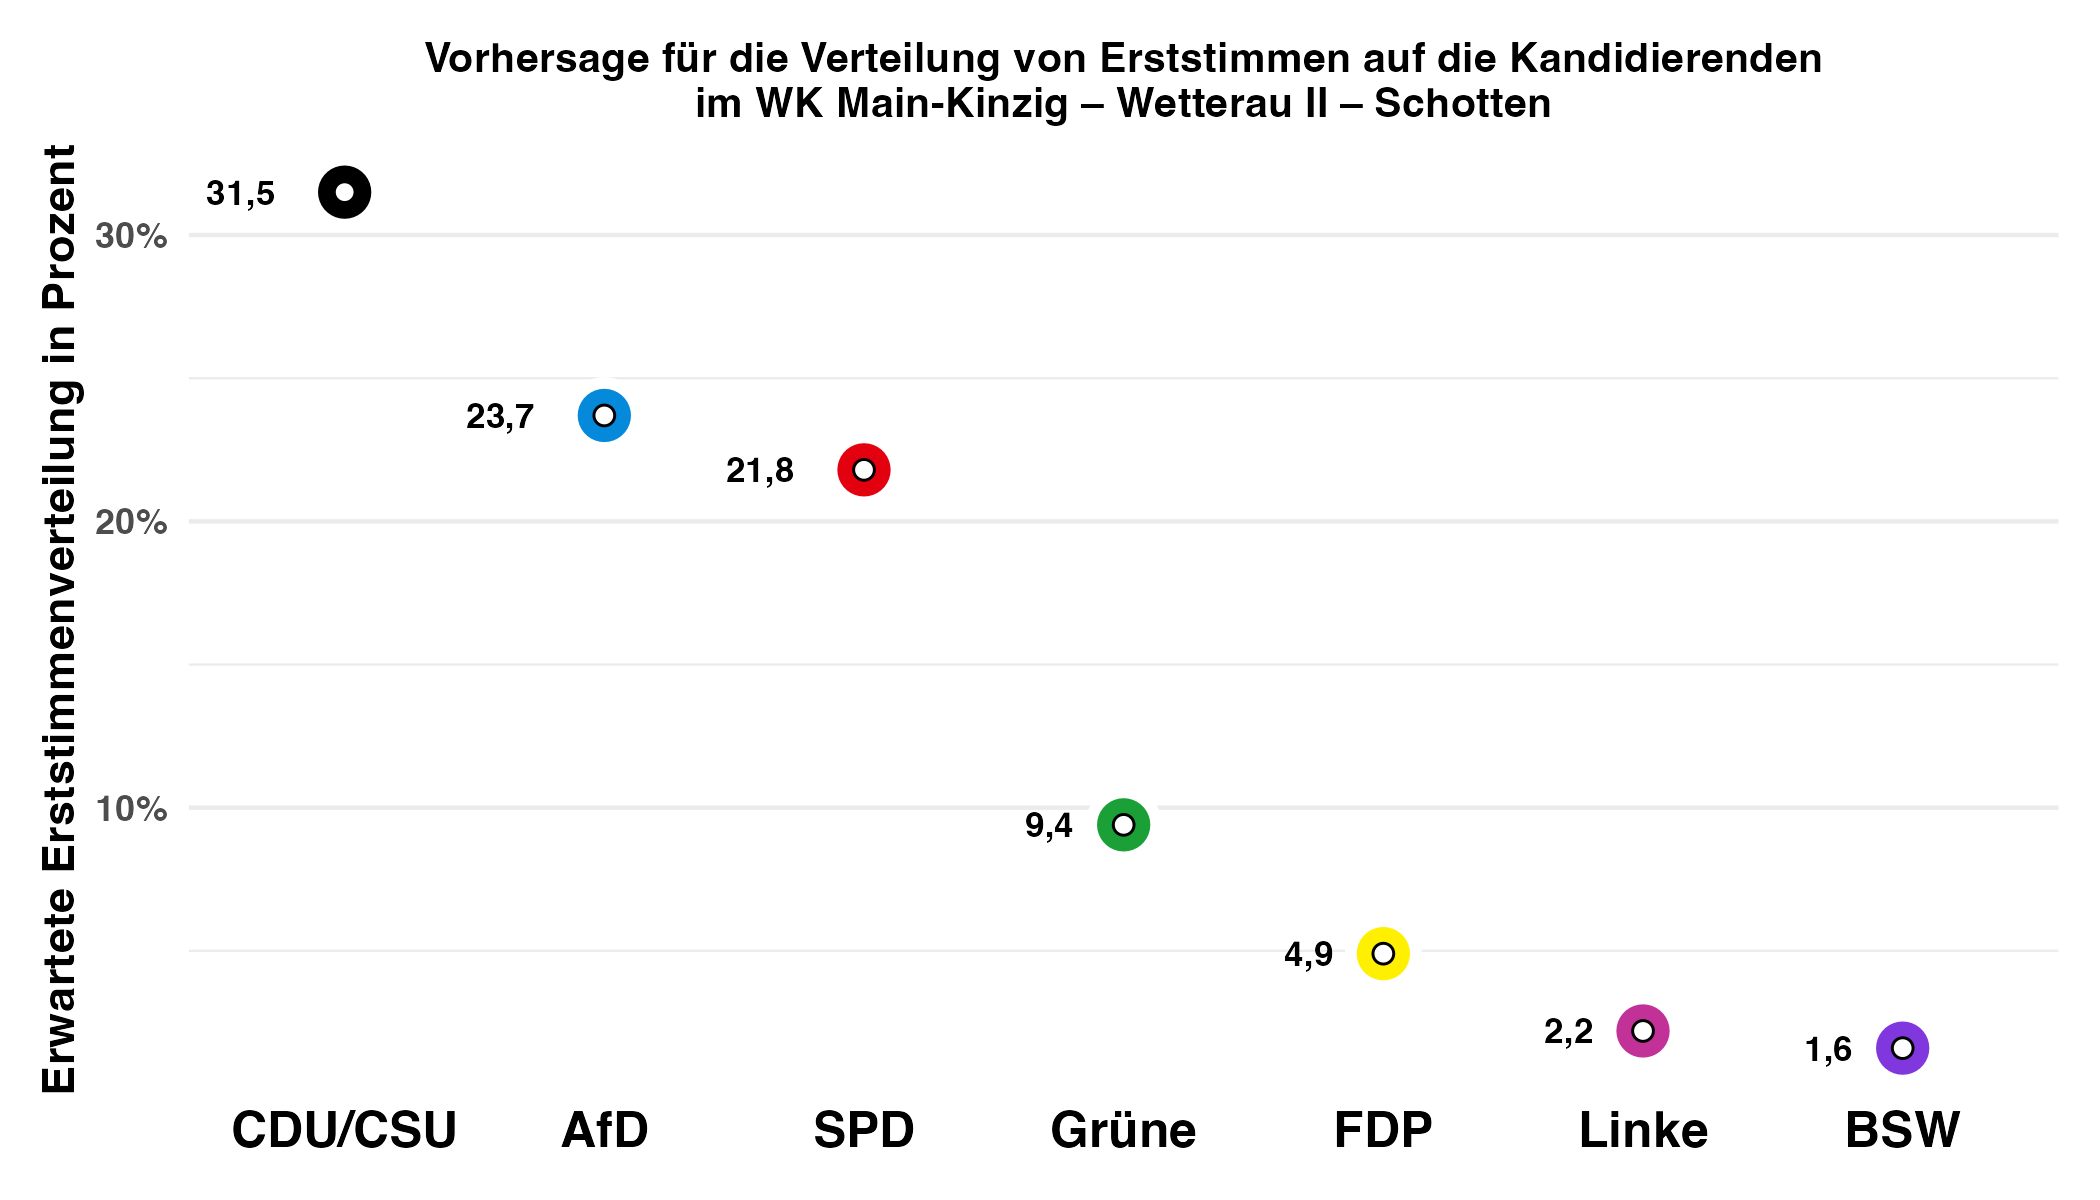 Vorhersage für die Verteilung von Erststimmen auf die Kandidierenden
im WK Main-Kinzig – Wetterau II – Schotten
Erwartete Erststimmenverteilung in Prozent
30%
20%
10%
31,5
23,7
21,8
9,4
4,9
2,2
1,6
CDU/CSU
AfD
SPD
Grüne
FDP
Linke
BSW